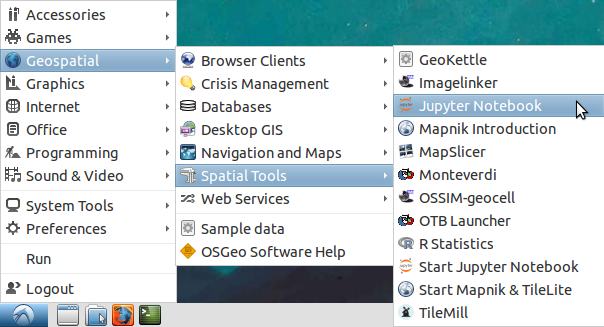 Accessories
Games
Geospatial
Graphics
Internet
Office
Programming
Sound & Video
System Tools
Preferences
Run
Logout
Browser Clients
Crisis Management
Databases
Desktop GIS
Navigation and Maps
Spatial Tools
Web Services
Sample data
OSGeo Software Help
GeoKettle
Imagelinker
Jupyter Notebook
Mapnik Introduction
MapSlicer
Monteverdi
OSSIM-geocell
OTB Launcher
R Statistics
Start Jupyter Notebook
Start Mapnik & TileLite
TileMill